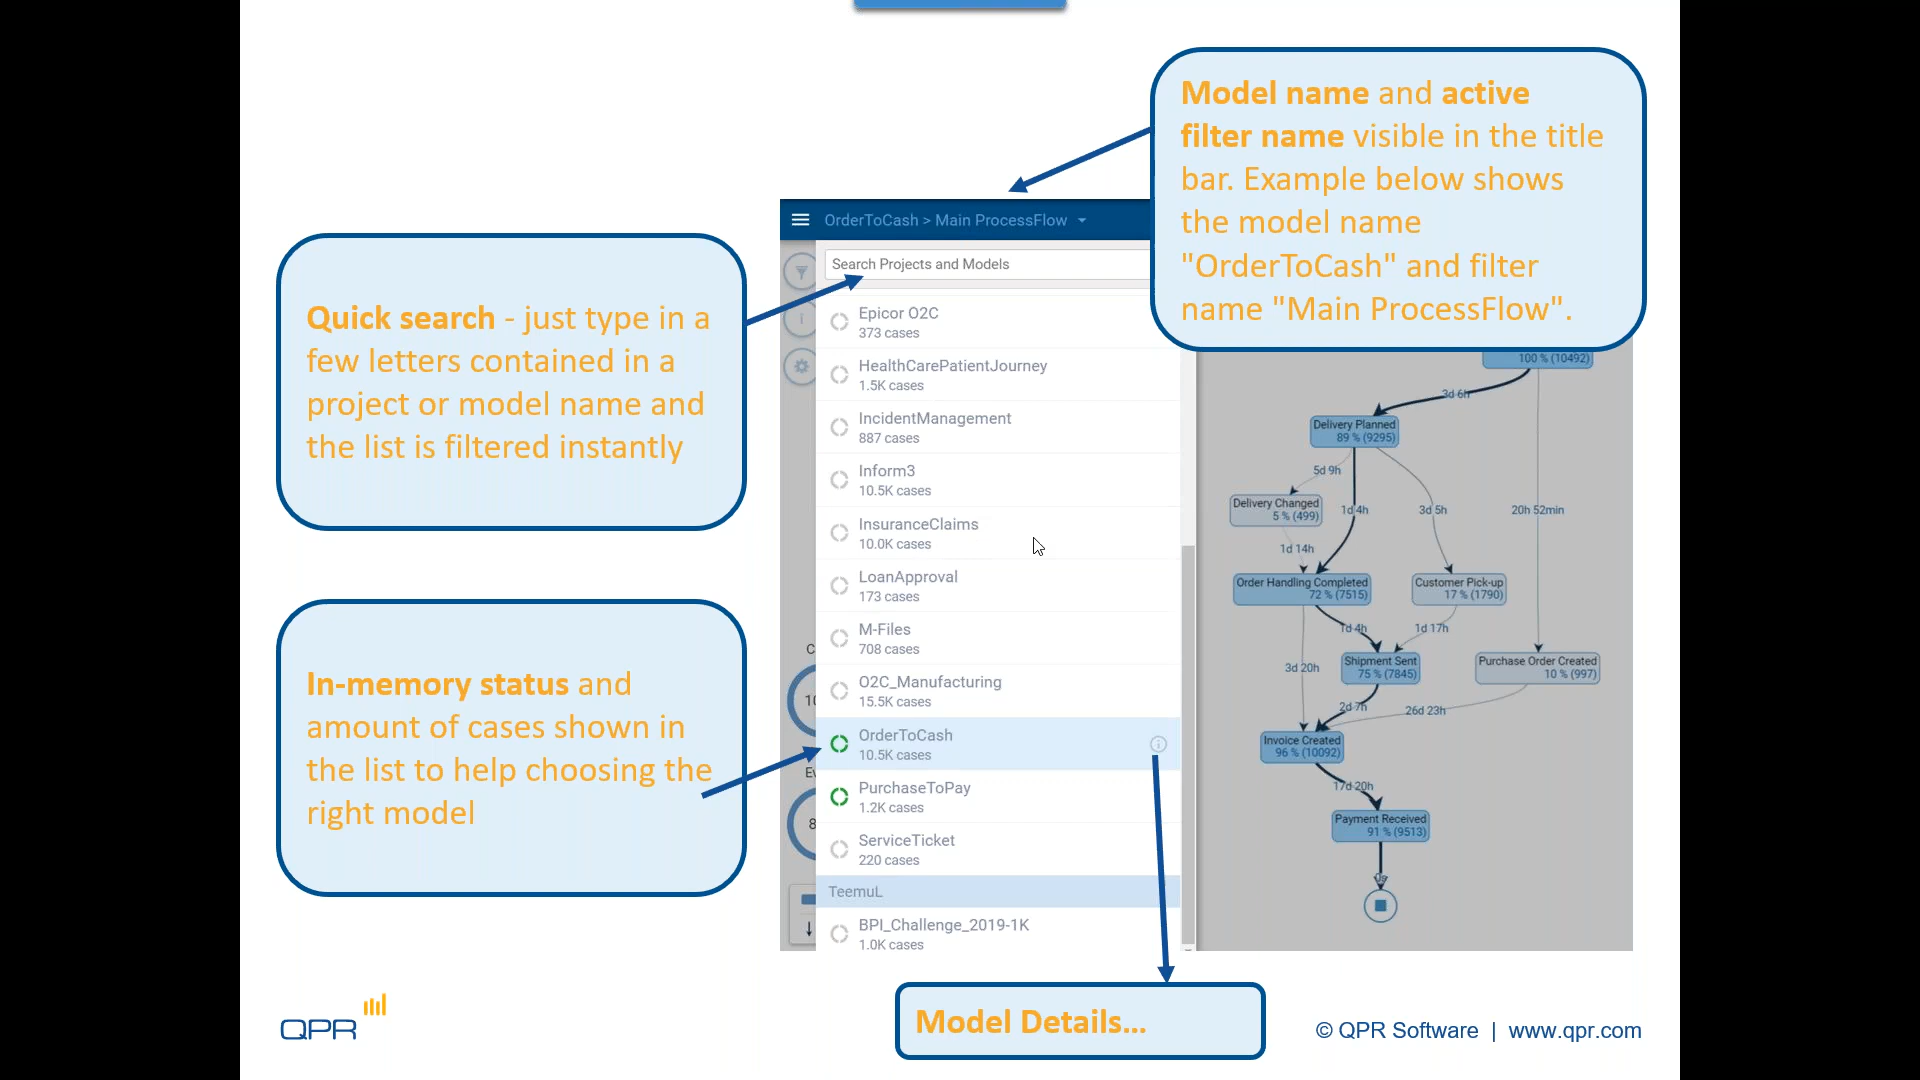 Model name and active
filter name visible in the title
bar. Example below shows
the model name
"OrderToCash" and filter
name "Main ProcessFlow".
Quick search - just type in a
few letters contained in a
project or model name and
the list is filtered instantly
In-memory status and
amount of cases shown in
the list to help choosing the
right model
OrderToCash > Main ProcessFlow
Search Projects and Models
Epicor O2C
373 cases
HealthCarePatientJourney
1.5K cases
IncidentManagement
887 cases
Inform3
10.5K cases
InsuranceClaims
10.0K cases
LoanApproval
173 cases
M-Files
708 cases
O2C_Manufacturing
15.5K cases
OrderToCash
10.5K cases
PurchaseToPay
1.2K cases
ServiceTicket
220 cases
TeemuL
BPI_Challenge_2019-1K
1.0K cases
100 % (10492)
3d 6h
Delivery Planned
89 % (9295)
5d 9h
Delivery Changed
5 % (499)
1d 4h
3d 5h
20h 52min
1d 14h
Order Handling Completed
72 % (7515)
Customer Pick-up
17 % (1790)
1d 4h
1d 17h
3d 20h
Shipment Sent
75 % (7845)
Purchase Order Created
10 % (997)
2d 7h
26d 23h
Invoice Created
96 % (10092)
17d 20h
Payment Received
91 % (9513)
0s
Model Details...
QPR
© QPR Software | www.qpr.com